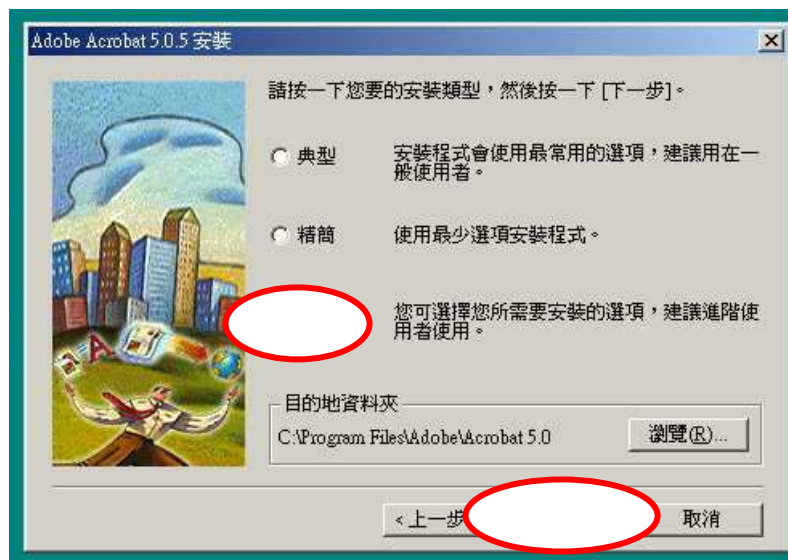 Adobe Acrobat 5.0.5 安裝
請按一下您要的安裝類型，然後按一下 [下一步]。
典型
安裝程式會使用最常用的選項，建議用在一
般使用者。
精簡
使用最少選項安裝程式。
您可選擇您所需要安裝的選項，建議進階使
用者使用。
目的地資料夾
C:\Program Files\Adobe\Acrobat 5.0
瀏覽(R)...
A
< 上一步
取消